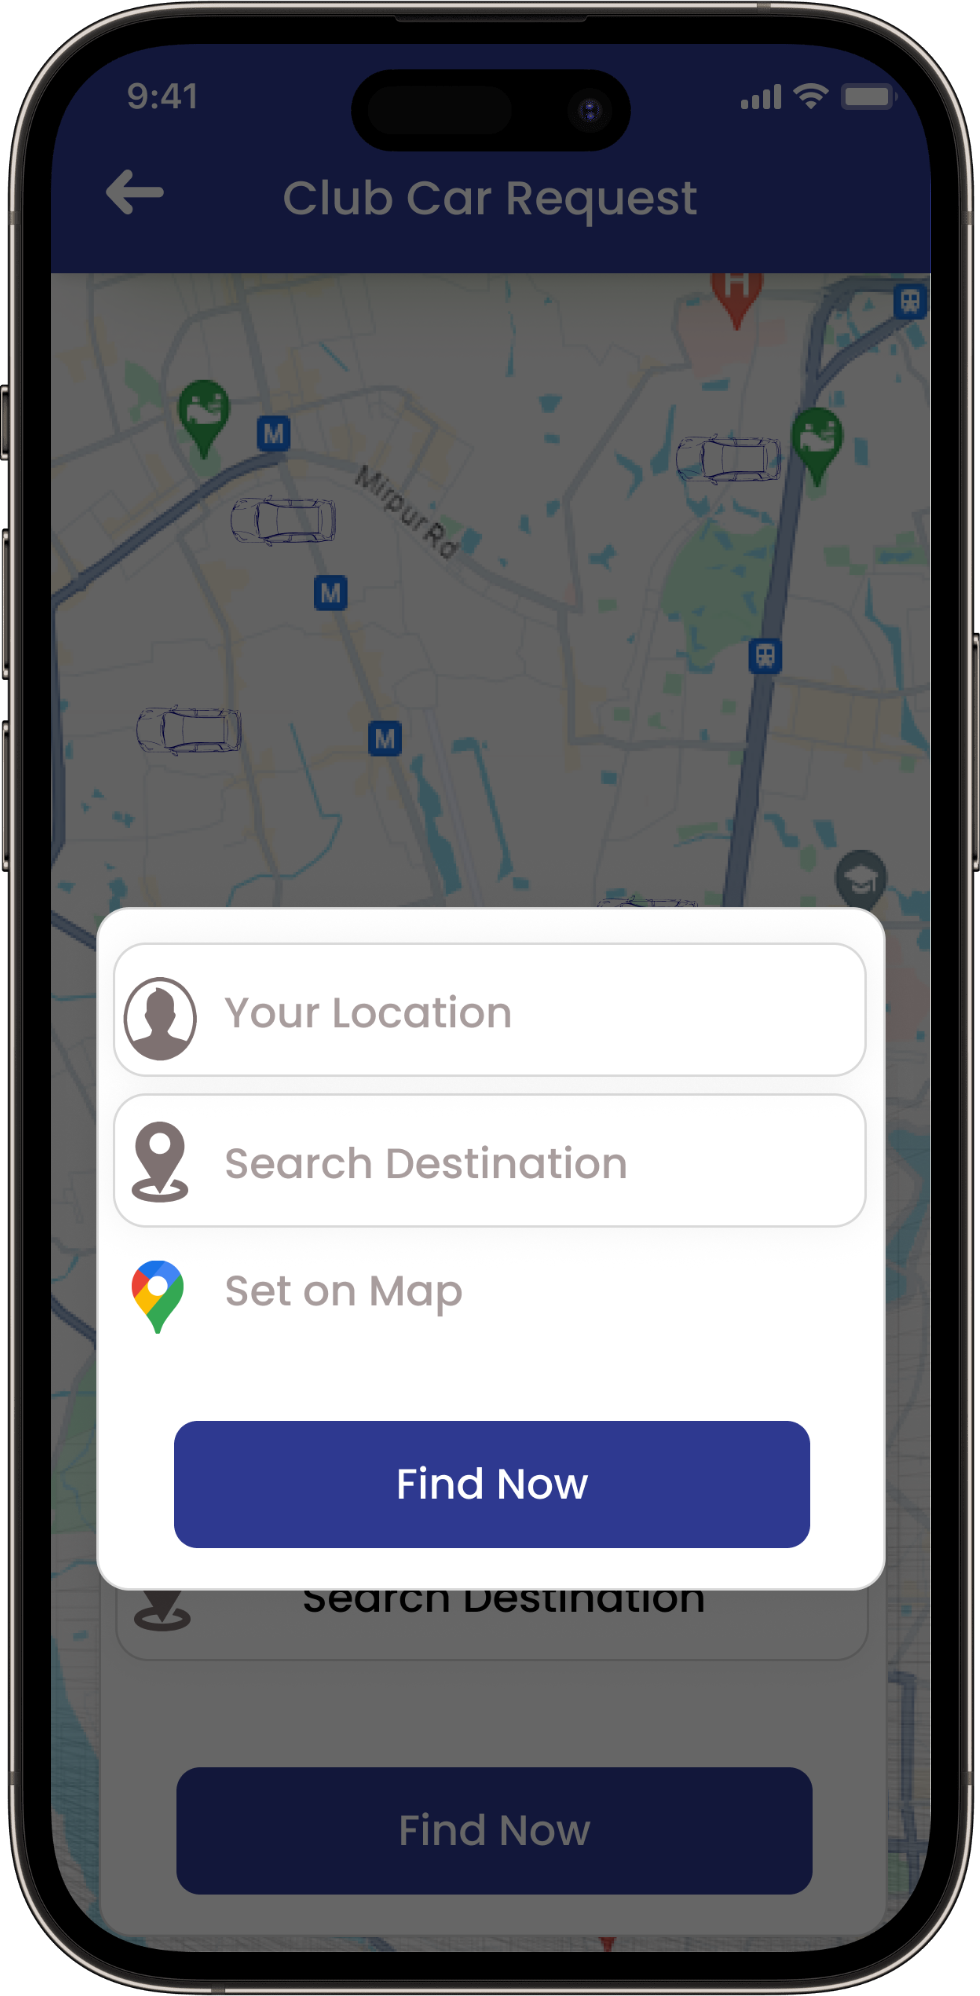 9:41
Club Car Request
H
M
Mirpur Rd
M
M
Your Location
Search Destination
Set on Map
Find Now
Search Destination
Find Now